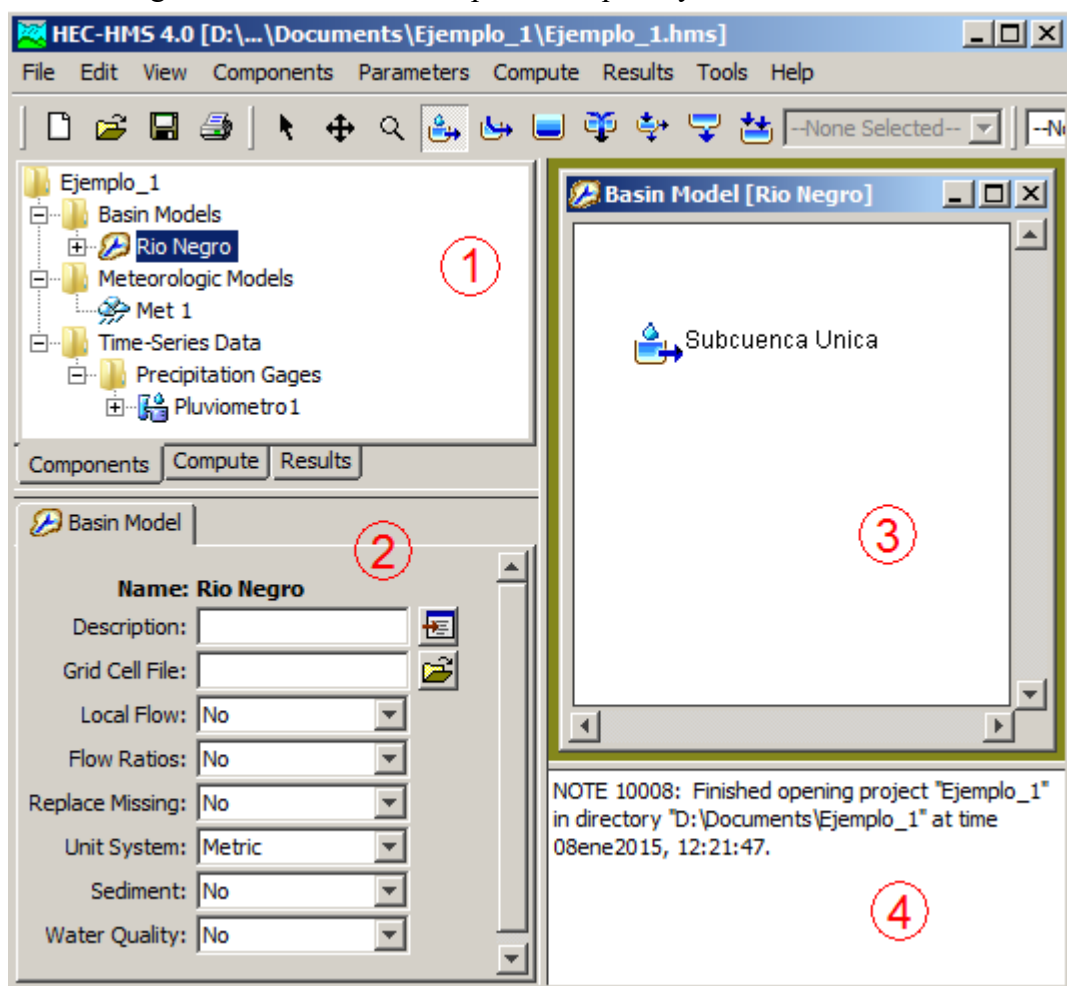 HEC-HMS 4.0 [D:\...\Documents\Ejemplo_1\Ejemplo_1.hms]
File Edit View Components Parameters Compute Results Tools Help
--None Selected--
Ejemplo_1
Basin Models
Rio Negro
Meteorologic Models
Met 1
Time-Series Data
Precipitation Gages
Pluviometro1
1
Components Compute Results
Basin Model
2
Name: Rio Negro
Description:
Grid Cell File:
Local Flow: No
Flow Ratios: No
Replace Missing: No
Unit System: Metric
Sediment: No
Water Quality: No
Basin Model [Rio Negro]
Subcuenca Unica
3
NOTE 10008: Finished opening project "Ejemplo_1"
in directory "D:\Documents\Ejemplo_1" at time
08ene2015, 12:21:47.
4